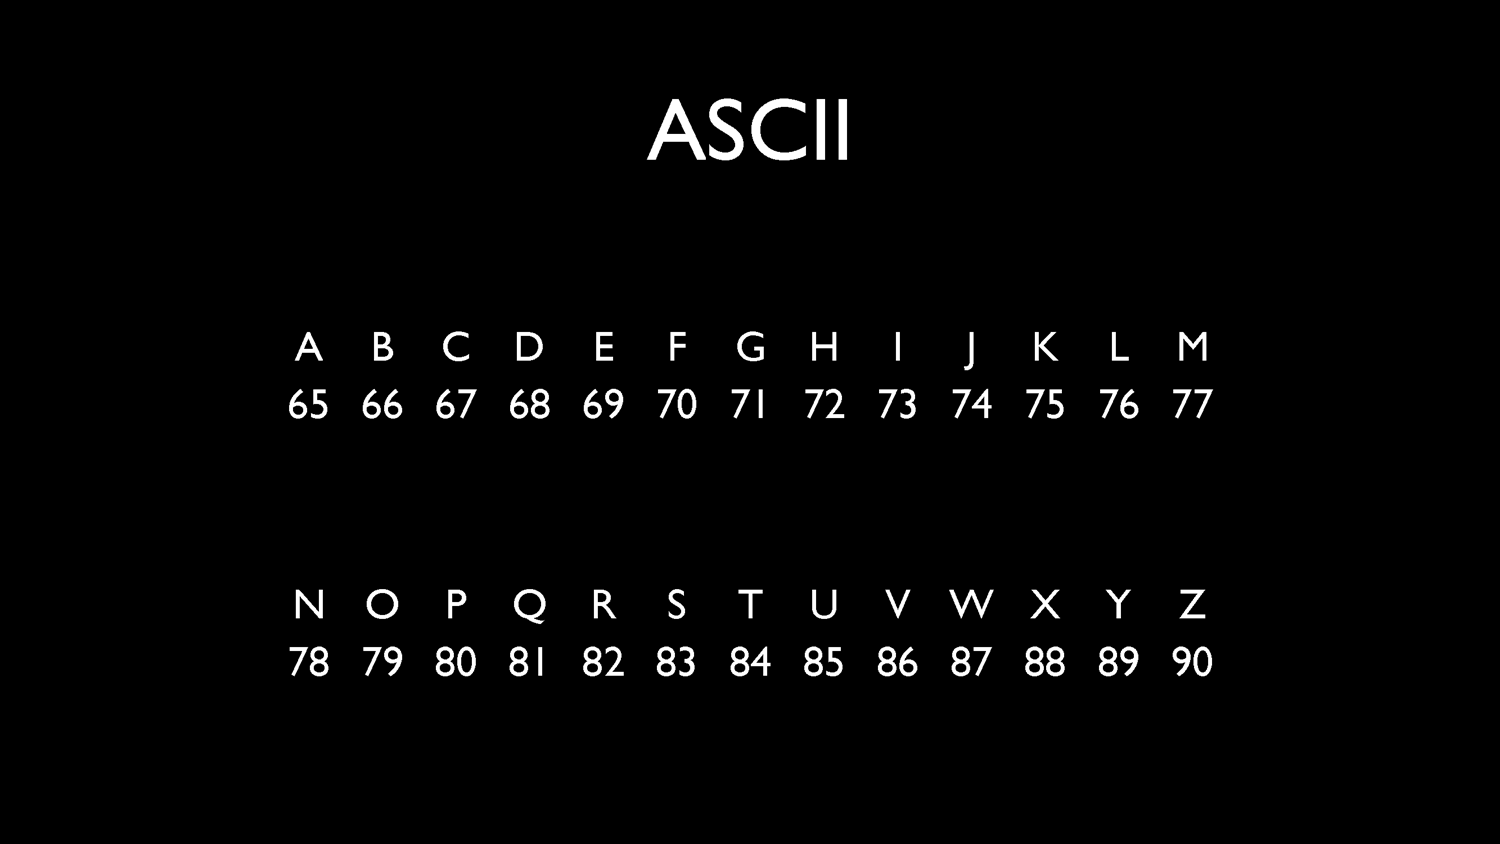 ASCII
A B C D E F G H I J K L M
65 66 67 68 69 70 71 72 73 74 75 76 77
N O P Q R S T U V W X Y Z
78 79 80 81 82 83 84 85 86 87 88 89 90